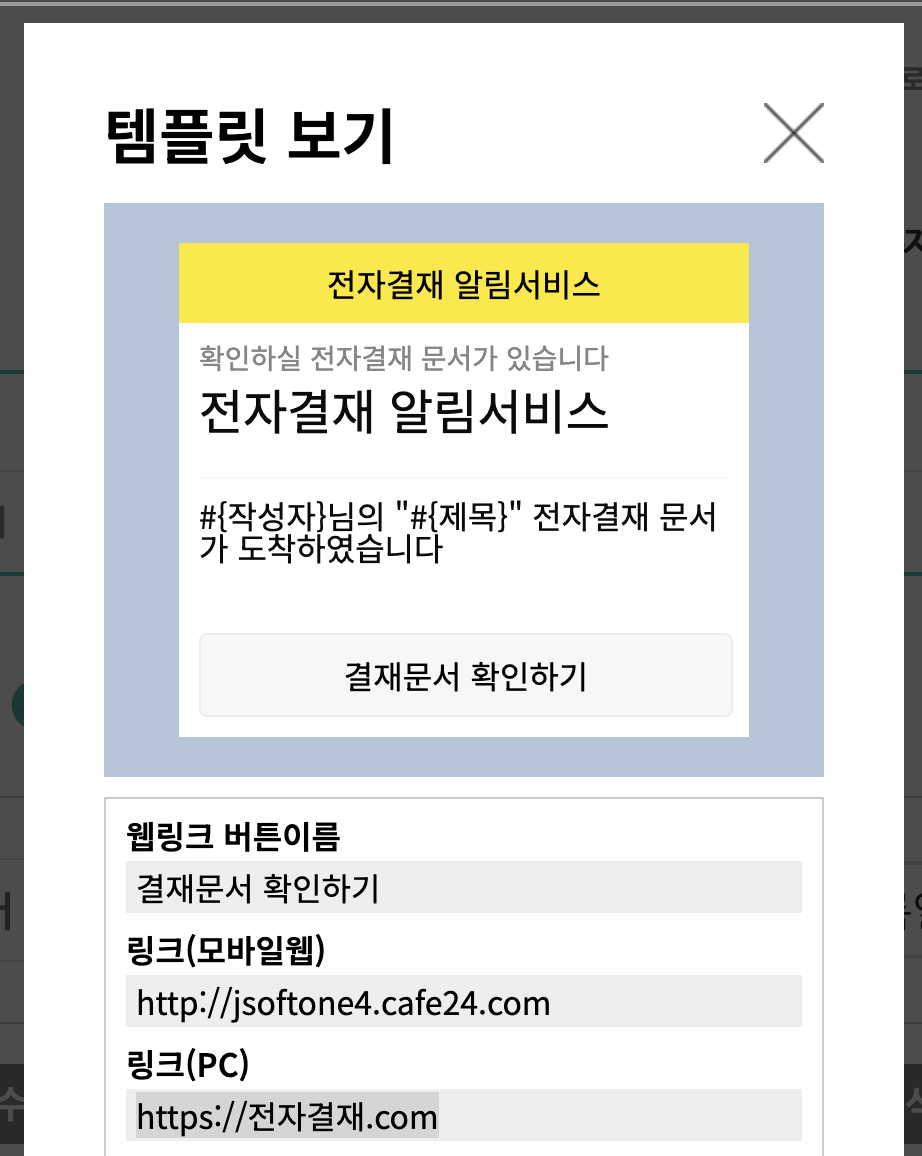 템플릿 보기
전자결재 알림서비스
확인하실 전자결재 문서가 있습니다
전자결재 알림서비스
#{작성자}님의 "#{제목}" 전자결재 문서
가 도착하였습니다
결재문서 확인하기
웹링크 버튼이름
결재문서 확인하기
링크(모바일웹)
http://jsoftone4.cafe24.com
링크(PC)
https://전자결재.com